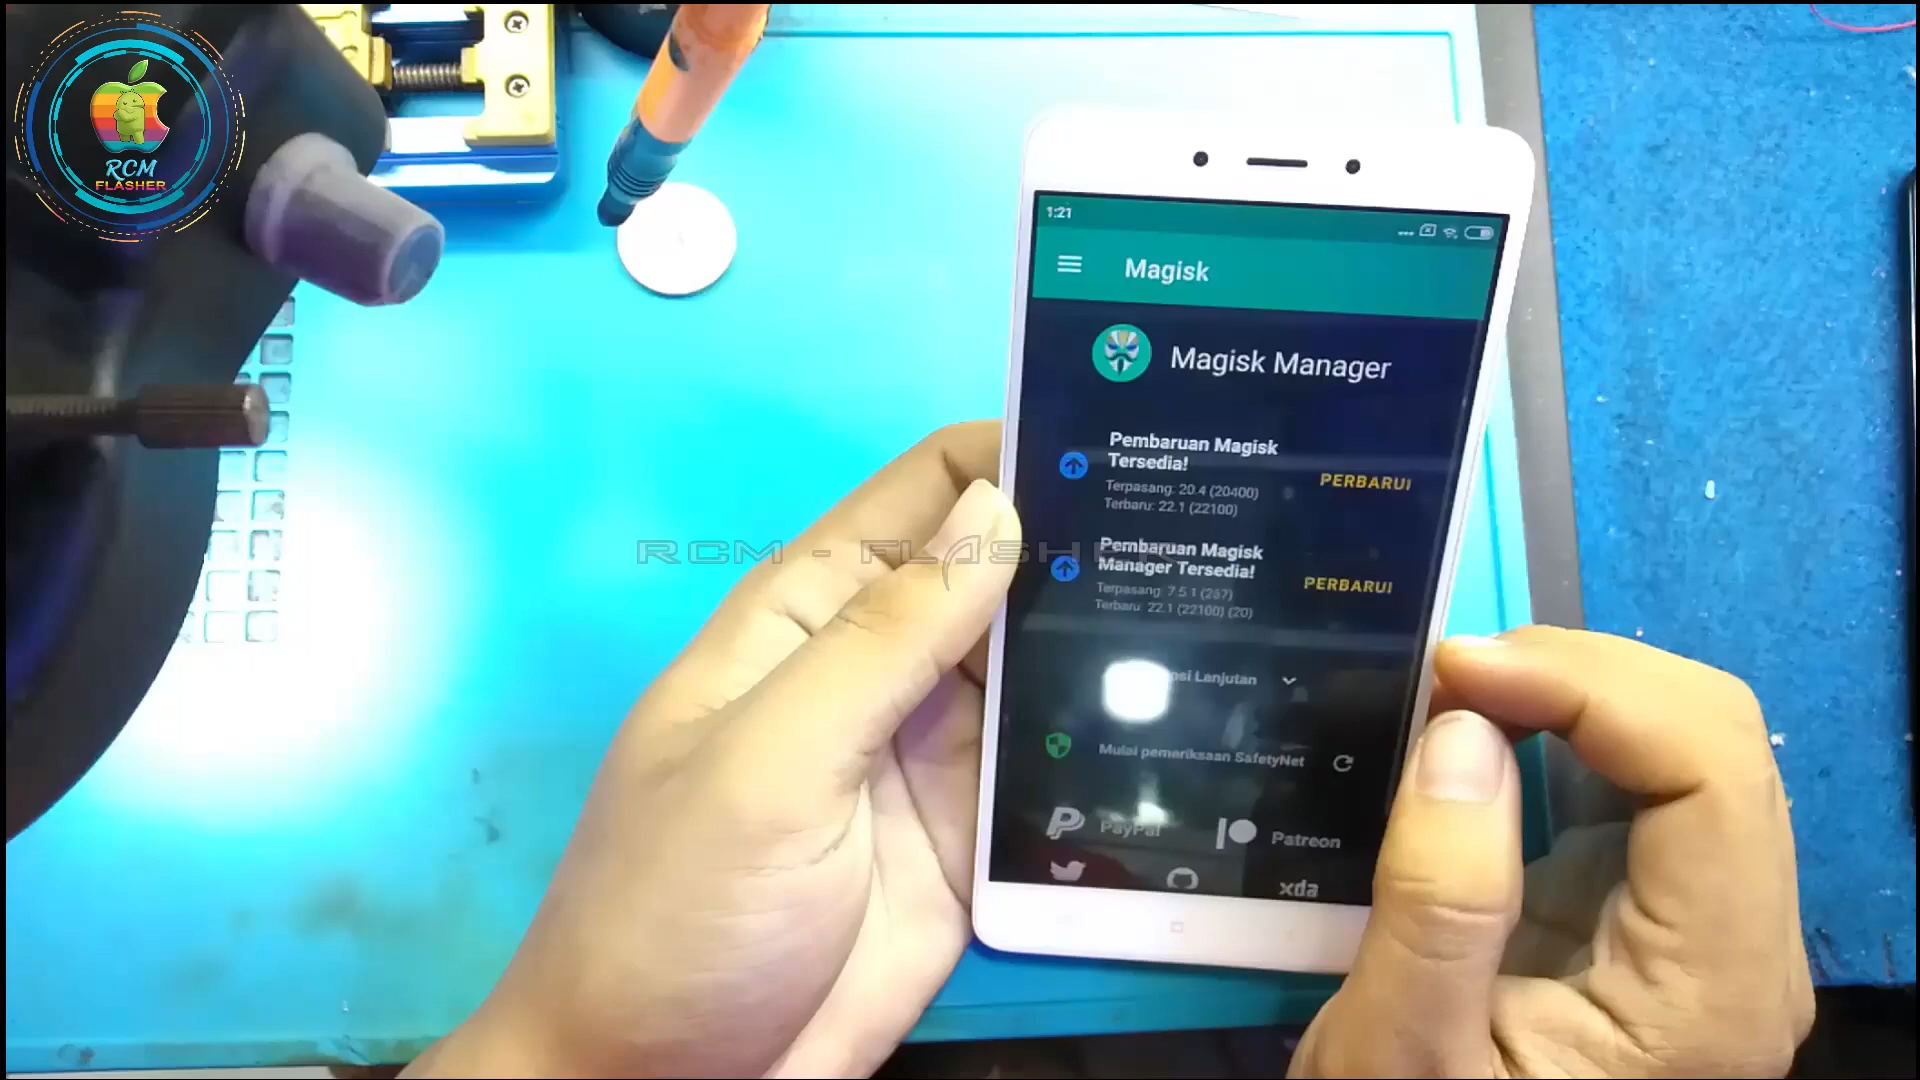 RCM
FLASHER
1:21
Magisk
Magisk Manager
Pembaruan Magisk
Tersedia!
PERBARUI
Terpasang: 20.4 (20400)
Terbaru: 22.1 (22100)
RCM - FLASHER
Pembaruan Magisk
Manager Tersedia!
PERBARUI
Terpasang: 7.5.1 (267)
Terbaru: 22.1 (22100) (20)
Lanjutan
Mulai pemeriksaan SafetyNet
PayPal
Patreon
xda